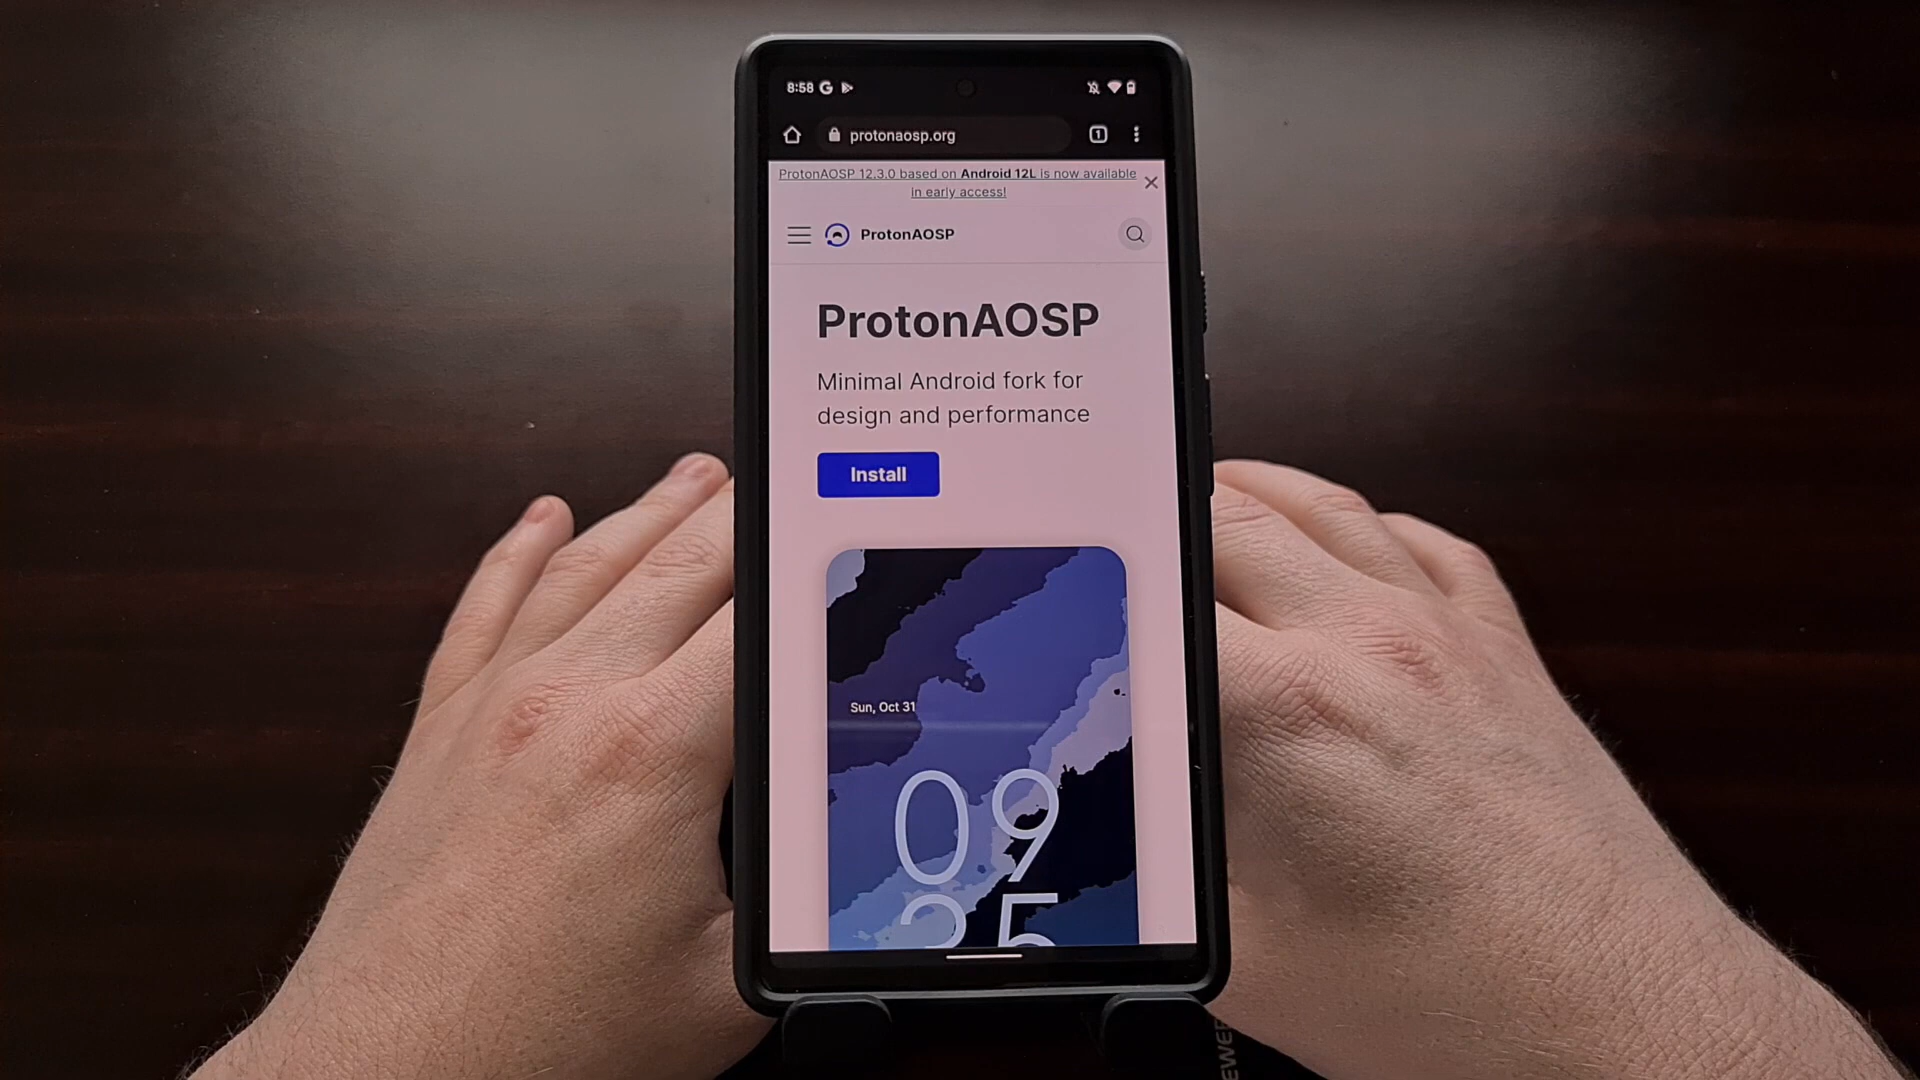 8:58
protonaosp.org
1
ProtonAOSP 12.3.0 based on Android 12L is now available
in early access!
ProtonAOSP
ProtonAOSP
Minimal Android fork for
design and performance
Install
Sun, Oct 31
09
25